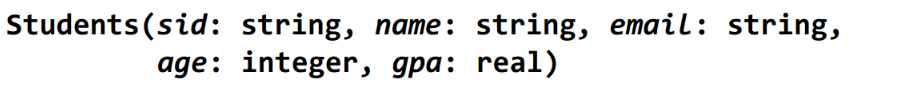 Students(sid: string, name: string, email: string,
age: integer, gpa: real)